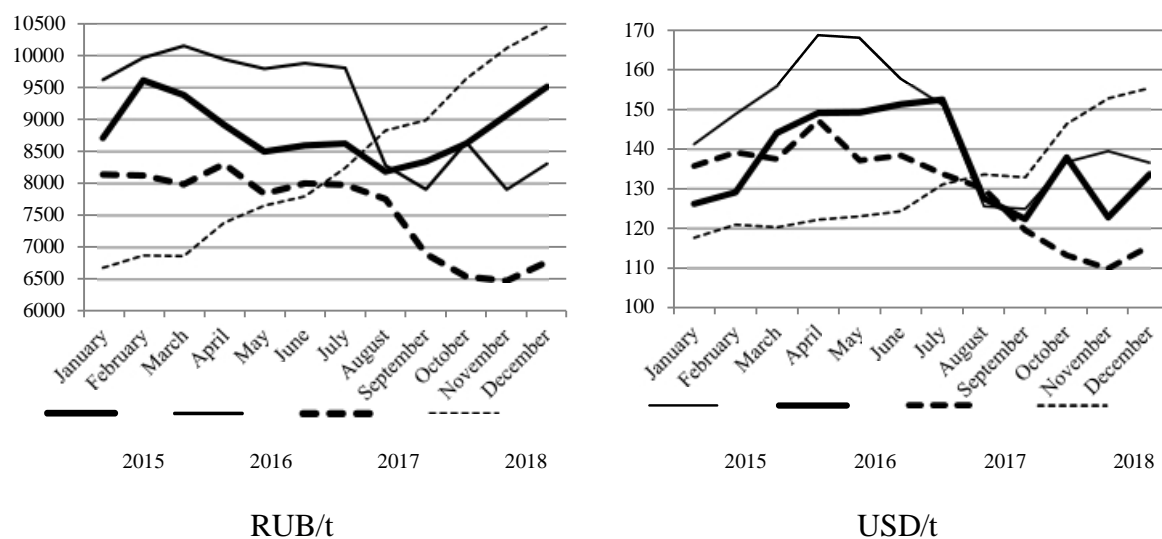 10500
10000
9500
9000
8500
8000
7500
7000
6500
6000
January
February
March
April
May
June
July
August
September
October
November
December
2015
2016
2017
2018
RUB/t
170
160
150
140
130
120
110
100
January
February
March
April
May
June
July
August
September
October
November
December
2015
2016
2017
2018
USD/t